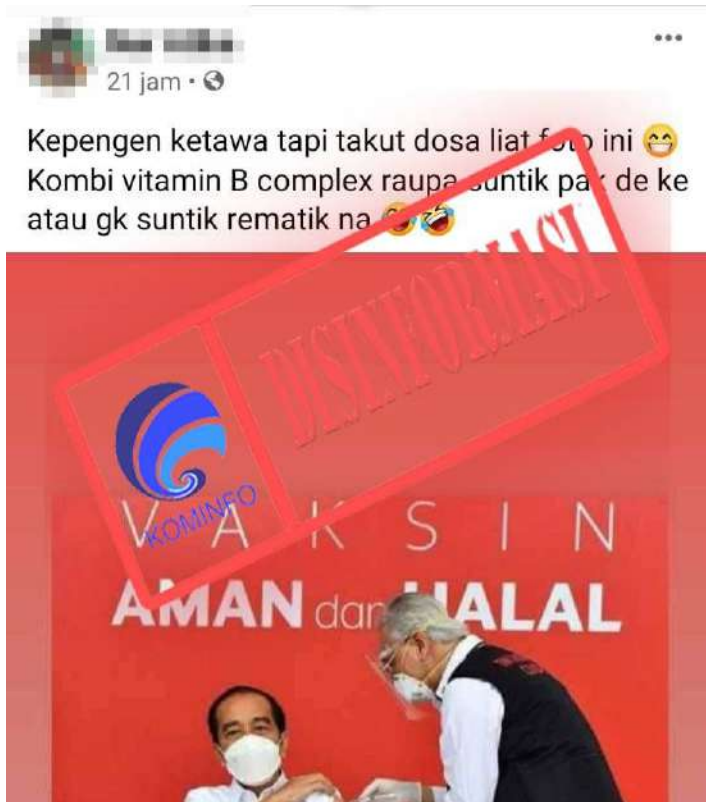 21 jam ·
Kepengen ketawa tapi takut dosa liat foto ini 😁
Kombi vitamin B complex raupa suntik pak de ke
atau gk suntik rematik na 🤣🤣
DISINFORMASI
KOMINFO
VAKSIN
AMAN dan HALAL